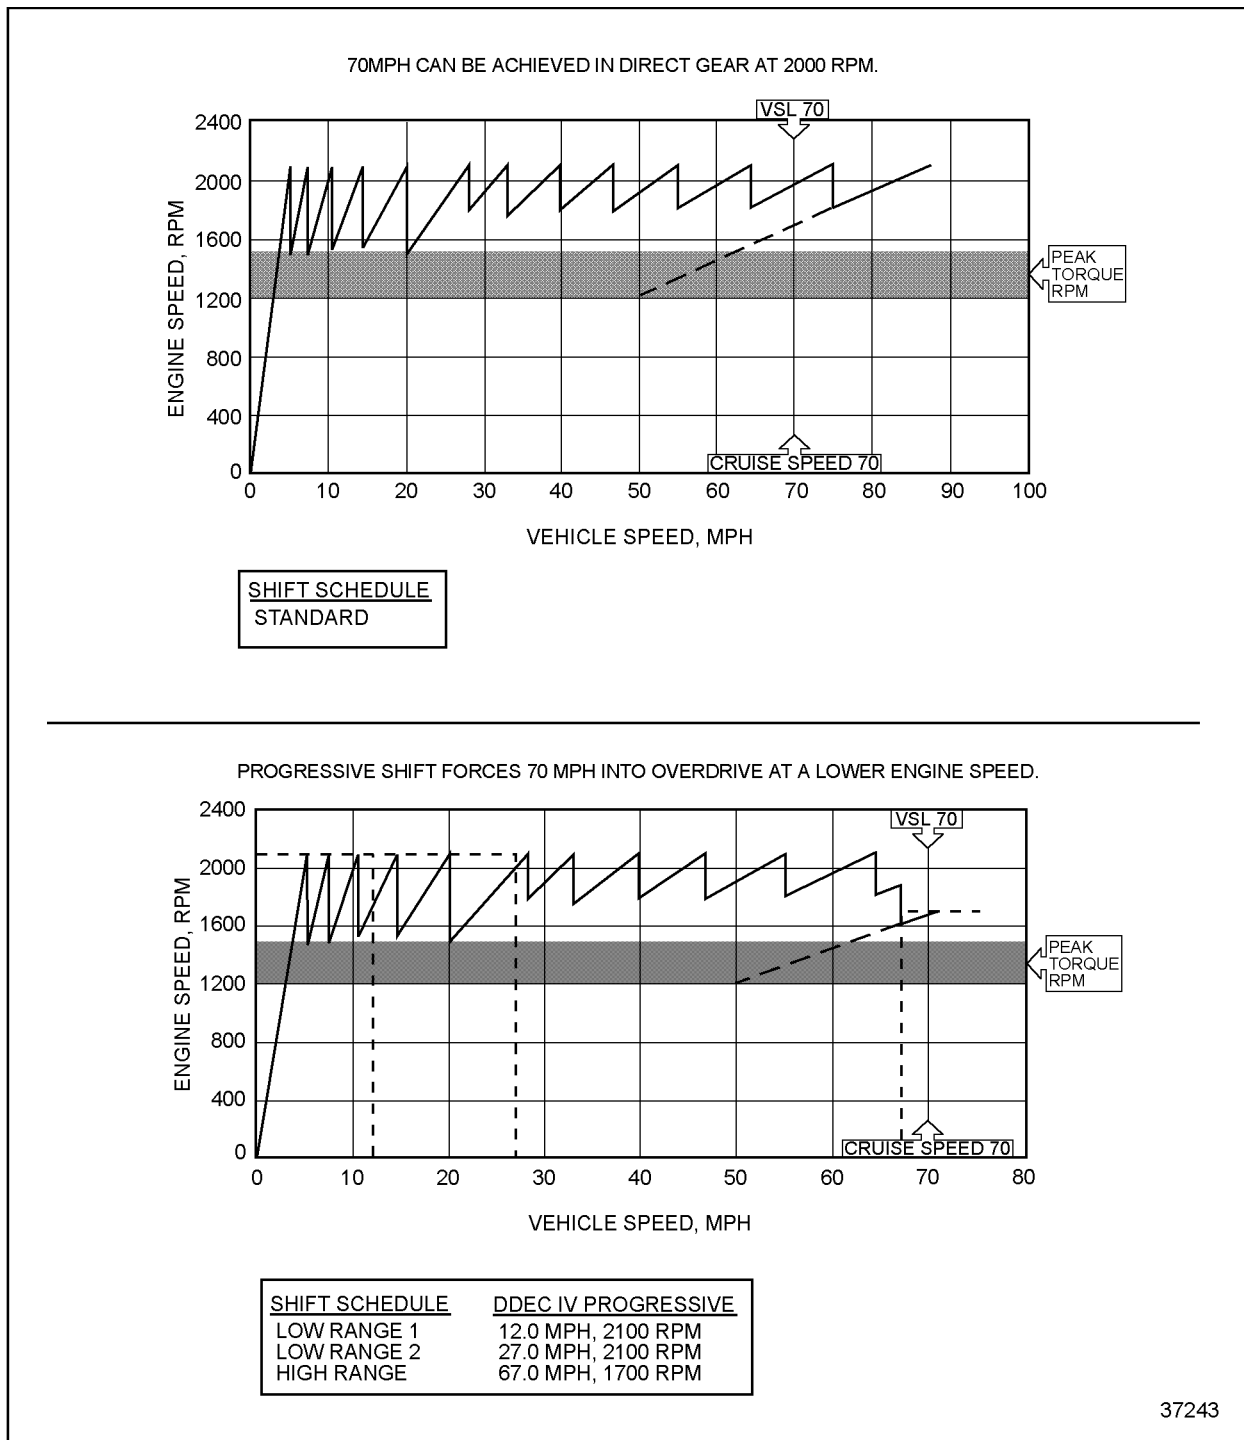 70MPH CAN BE ACHIEVED IN DIRECT GEAR AT 2000 RPM.
VSL 70
2400
2000
1600
1200
800
400
0
ENGINE SPEED, RPM
PEAK
TORQUE
RPM
CRUISE SPEED 70
0 10 20 30 40 50 60 70 80 90 100
VEHICLE SPEED, MPH
SHIFT SCHEDULE
STANDARD
PROGRESSIVE SHIFT FORCES 70 MPH INTO OVERDRIVE AT A LOWER ENGINE SPEED.
VSL 70
2400
2000
1600
1200
800
400
0
ENGINE SPEED, RPM
PEAK
TORQUE
RPM
CRUISE SPEED 70
0 10 20 30 40 50 60 70 80
VEHICLE SPEED, MPH
SHIFT SCHEDULE DDEC IV PROGRESSIVE
LOW RANGE 1 12.0 MPH, 2100 RPM
LOW RANGE 2 27.0 MPH, 2100 RPM
HIGH RANGE 67.0 MPH, 1700 RPM
37243